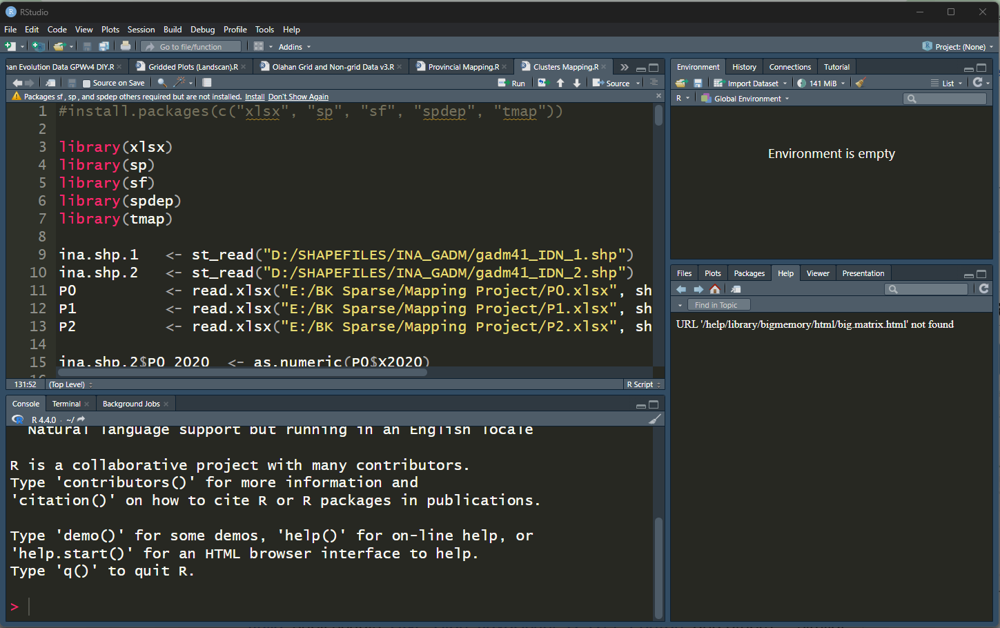 RStudio
File Edit Code View Plots Session Build Debug Profile Tools Help
Go to file/function Addins Project: (None)
nan Evolution Data GPWv4 DIY.R Gridded Plots (Landscan).R Olahan Grid and Non-grid Data v3.R Provincial Mapping.R Clusters Mapping.R
Source on Save Run Source
Packages sf, sp, and spdep others required but are not installed. Install Don't Show Again
1 #install.packages(c("xlsx", "sp", "sf", "spdep", "tmap"))
2
3 library(xlsx)
4 library(sp)
5 library(sf)
6 library(spdep)
7 library(tmap)
8
9 ina.shp.1 <- st_read("D:/SHAPEFILES/INA_GADM/gadm41_IDN_1.shp")
10 ina.shp.2 <- st_read("D:/SHAPEFILES/INA_GADM/gadm41_IDN_2.shp")
11 P0 <- read.xlsx("E:/BK Sparse/Mapping Project/P0.xlsx", sh
12 P1 <- read.xlsx("E:/BK Sparse/Mapping Project/P1.xlsx", sh
13 P2 <- read.xlsx("E:/BK Sparse/Mapping Project/P2.xlsx", sh
14
15 ina.shp.2$P0_2020 <- as.numeric(P0$X2020)
131:52 (Top Level) R Script
Console Terminal Background Jobs
R 4.4.0 · ~/
Natural language support but running in an English locale
R is a collaborative project with many contributors.
Type 'contributors()' for more information and
'citation()' on how to cite R or R packages in publications.
Type 'demo()' for some demos, 'help()' for on-line help, or
'help.start()' for an HTML browser interface to help.
Type 'q()' to quit R.
>
Environment History Connections Tutorial
Import Dataset 141 MiB List
R Global Environment
Environment is empty
Files Plots Packages Help Viewer Presentation
Find in Topic
URL '/help/library/bigmemory/html/big.matrix.html' not found